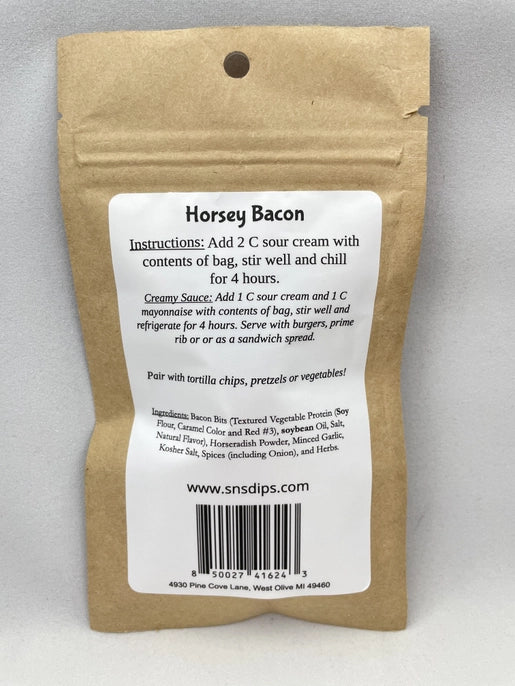 Horsey Bacon
Instructions: Add 2 C sour cream with
contents of bag, stir well and chill
for 4 hours.
Creamy Sauce: Add 1 C sour cream and 1 C
mayonnaise with contents of bag, stir well and
refrigerate for 4 hours. Serve with burgers, prime
rib or or as a sandwich spread.
Pair with tortilla chips, pretzels or vegetables!
Ingredients: Bacon Bits (Textured Vegetable Protein (Soy
Flour, Caramel Color and Red #3), soybean Oil, Salt,
Natural Flavor), Horseradish Powder, Minced Garlic,
Kosher Salt, Spices (including Onion), and Herbs.
www.snsdips.com
8 50027 41624 3
4930 Pine Cove Lane, West Olive MI 49460